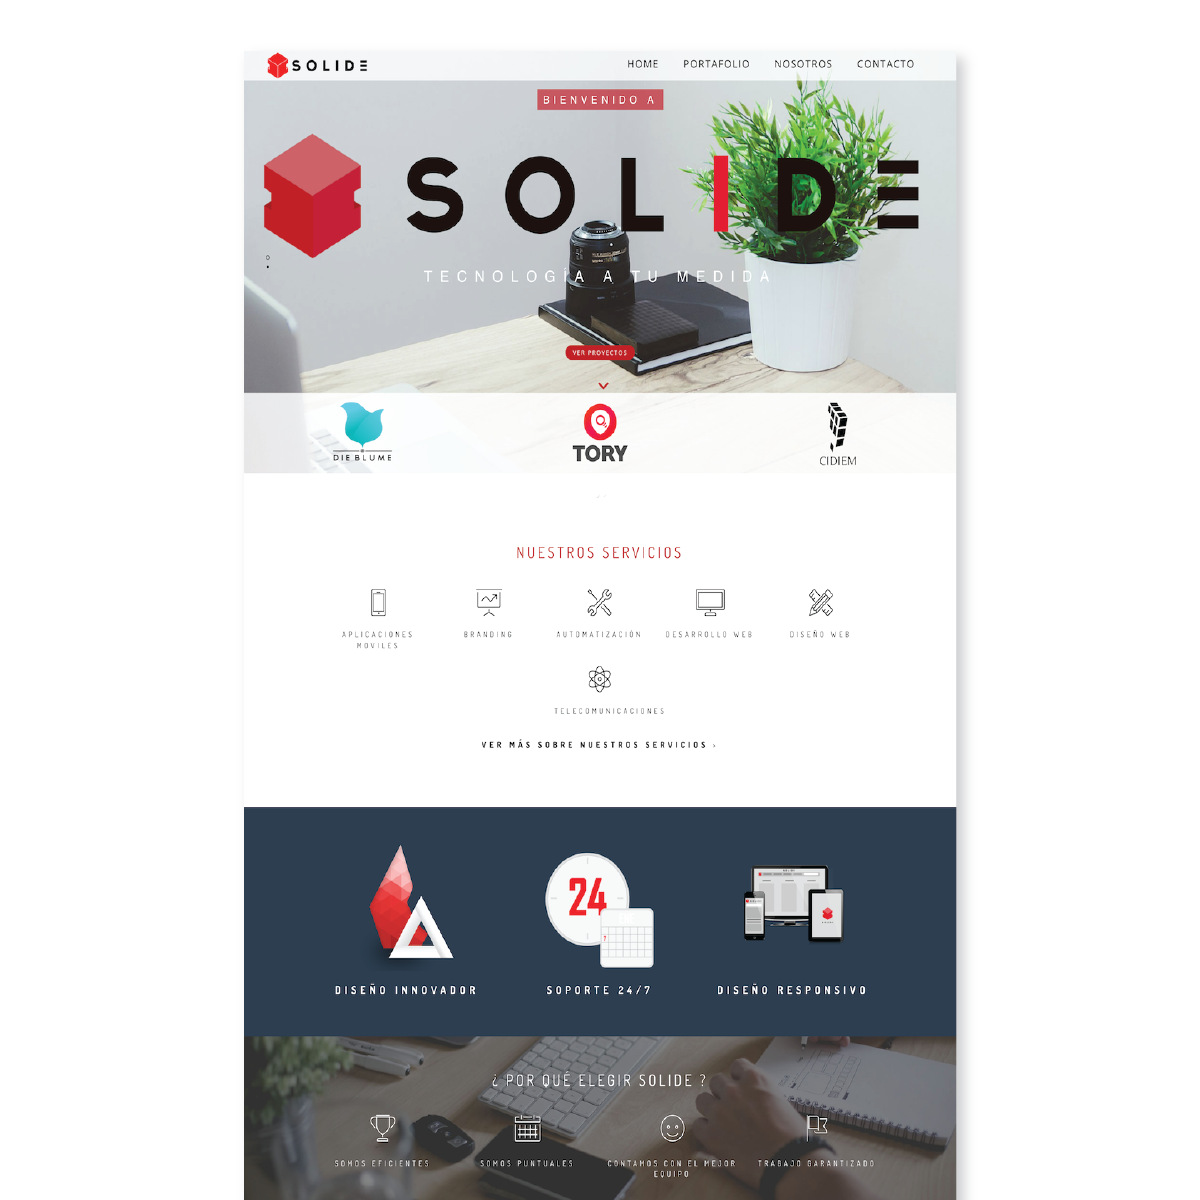 SOLIDE
HOME PORTAFOLIO NOSOTROS CONTACTO
BIENVENIDO A
SOLIDE
TECNOLOGÍA A TU MEDIDA
VER PROYECTOS
DIE BLUME
TORY
CIDIEM
NUESTROS SERVICIOS
APLICACIONES
MOVILES
BRANDING
AUTOMATIZACIÓN
DESARROLLO WEB
DISEÑO WEB
TELECOMUNICACIONES
VER MÁS SOBRE NUESTROS SERVICIOS ›
24
7
DISEÑO INNOVADOR
SOPORTE 24/7
DISEÑO RESPONSIVO
¿ POR QUÉ ELEGIR SOLIDE ?
SOMOS EFICIENTES
SOMOS PUNTUALES
CONTAMOS CON EL MEJOR
EQUIPO
TRABAJO GARANTIZADO